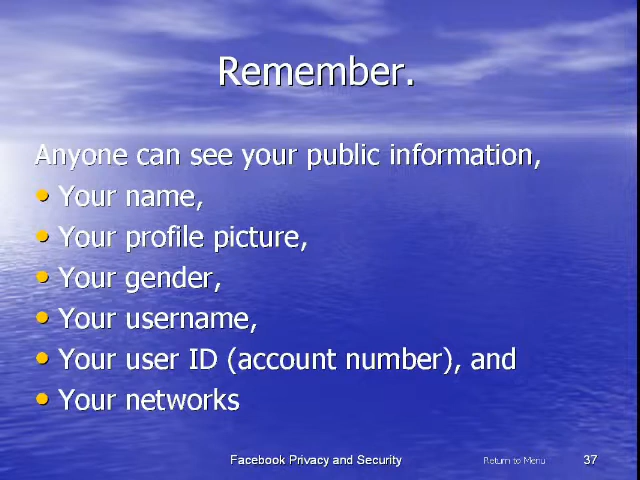 Remember.
Anyone can see your public information,
• Your name,
• Your profile picture,
• Your gender,
• Your username,
• Your user ID (account number), and
• Your networks
Facebook Privacy and Security Return to Menu 37